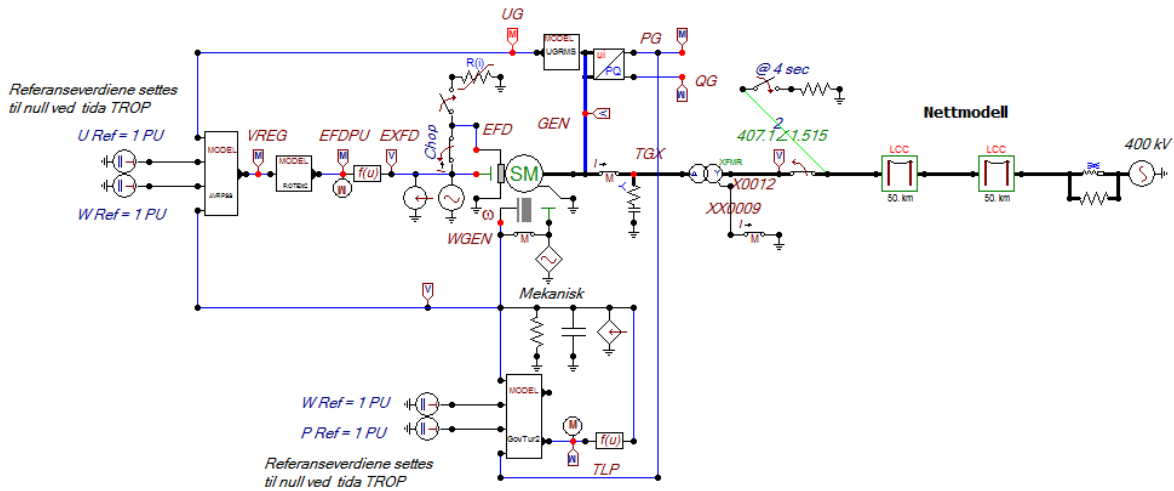 UG
M
MODEL
UGRMS
ui
PQ
PG
M
QG
M
R(i)
@ 4 sec
Nettmodell
Referanseverdiene settes
til null ved tida TROP
U Ref = 1 PU
W Ref = 1 PU
MODEL
AVRPSS
VREG
M
MODEL
ROTEXC
EFDPU
M
M
f(u)
EXFD
V
Chop
I
EFD
SM
ω
WGEN
M
GEN
A
I
M
TGX
Y
Δ
Y
XFMR
407.1∠1.515
2
V
X0012
XX0009
I
M
LCC
50. km
LCC
50. km
400 kV
V
Mekanisk
W Ref = 1 PU
P Ref = 1 PU
MODEL
GovTur2
M
M
f(u)
TLP
Referanseverdiene settes
til null ved tida TROP